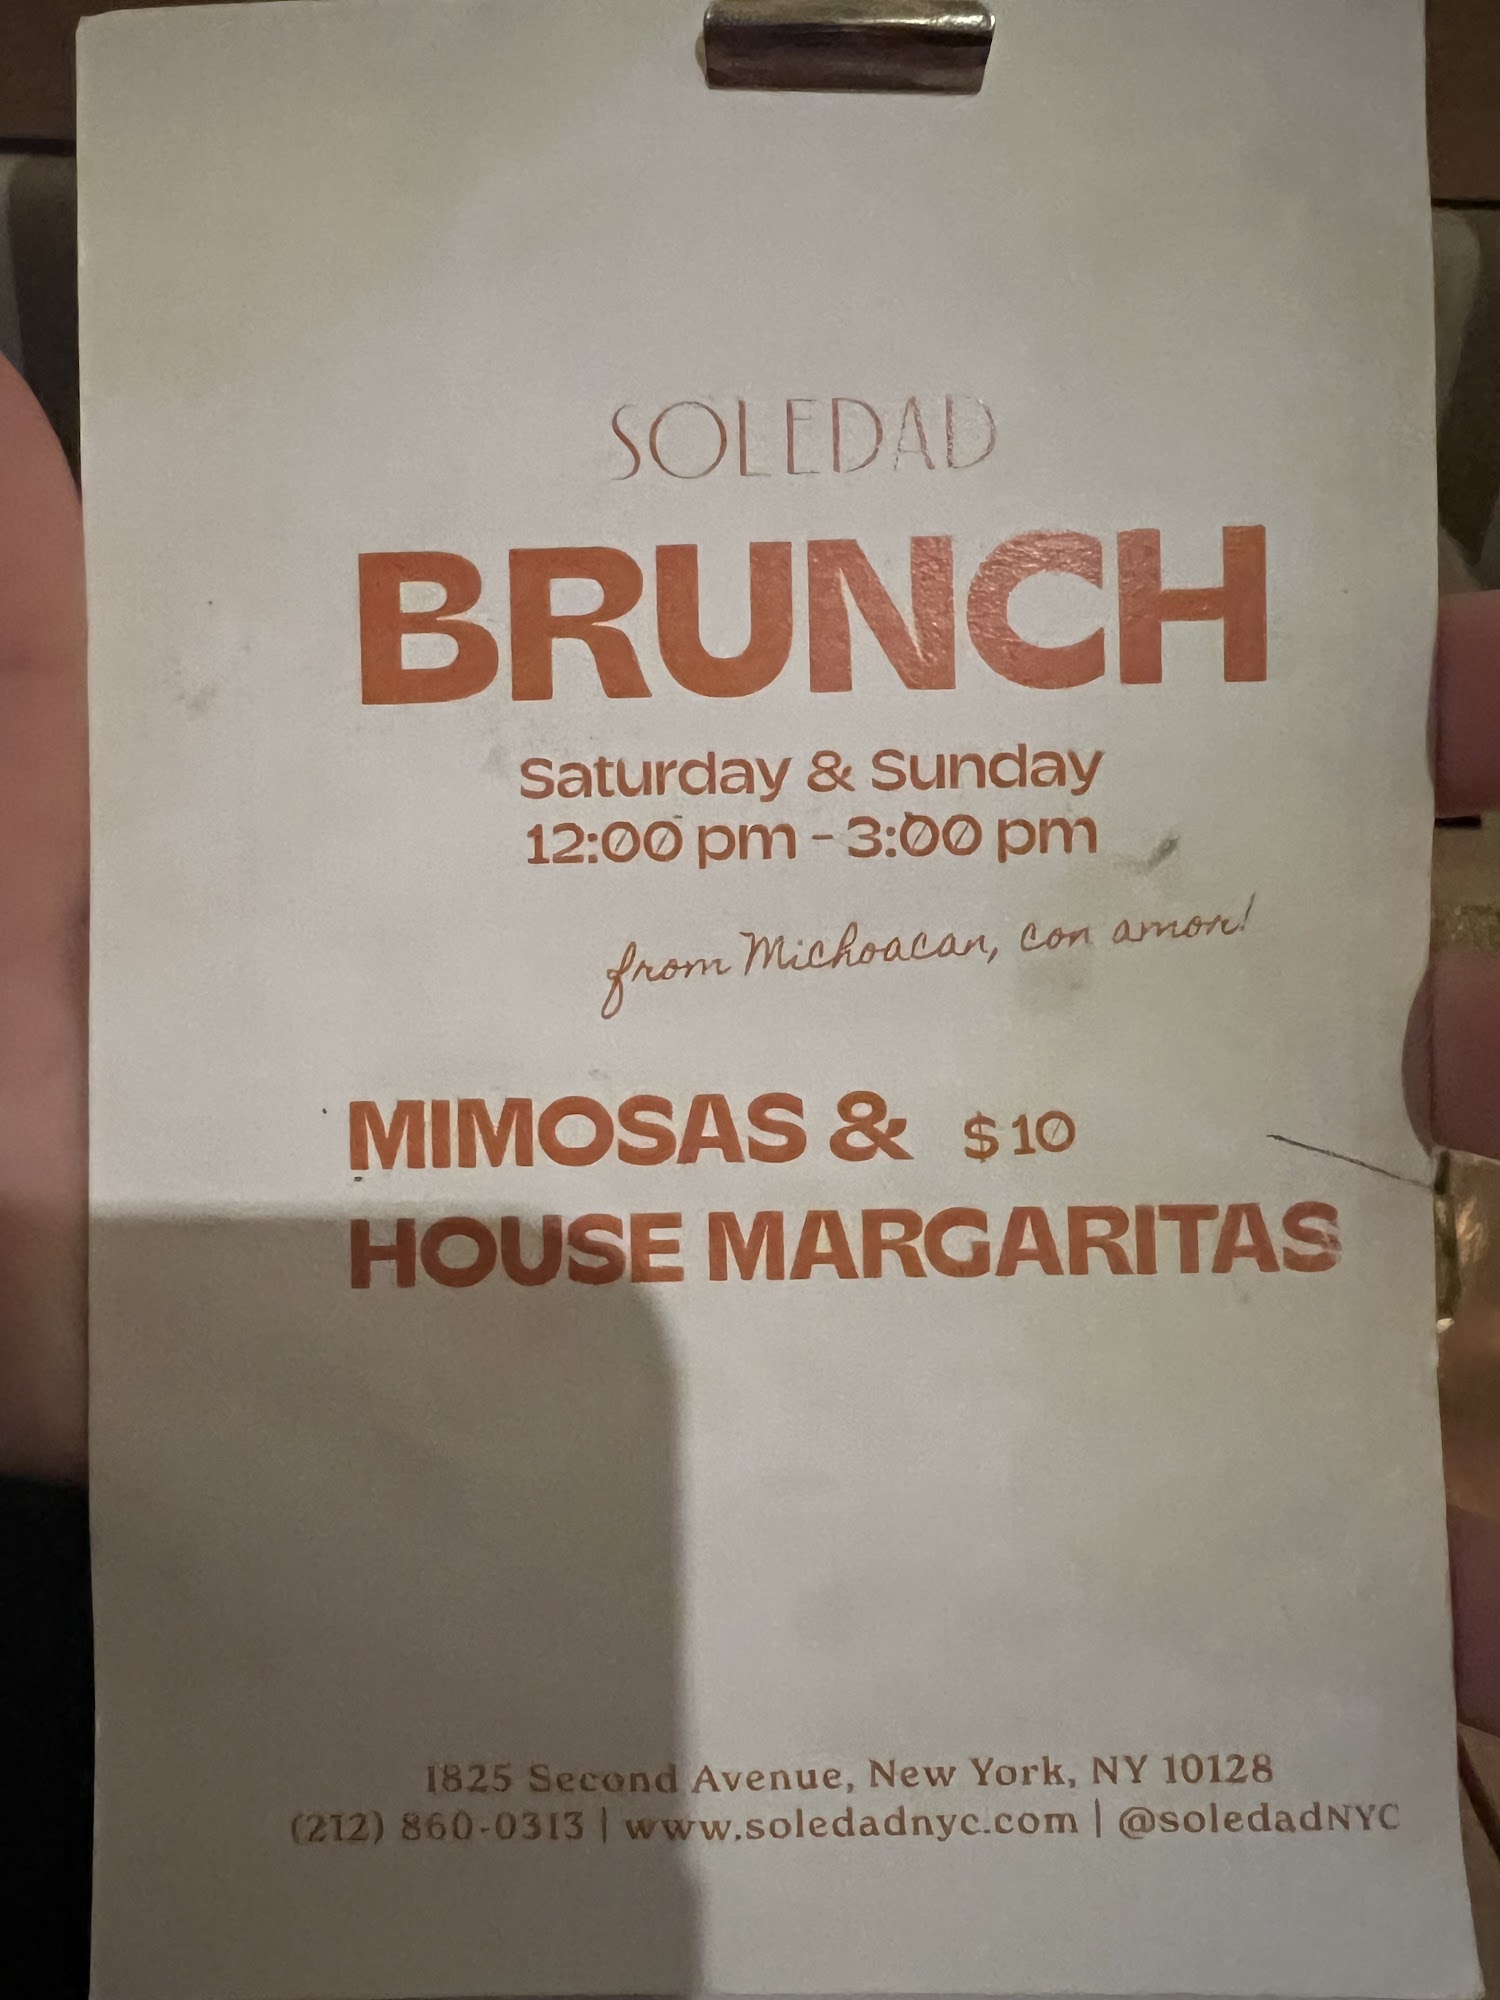 SOLEDAD
BRUNCH
Saturday & Sunday
12:00 pm - 3:00 pm
from Michoacan, con amor!
MIMOSAS & $10
HOUSE MARGARITAS
1825 Second Avenue, New York, NY 10128
(212) 860-0313 | www.soledadnyc.com | @soledadNYC